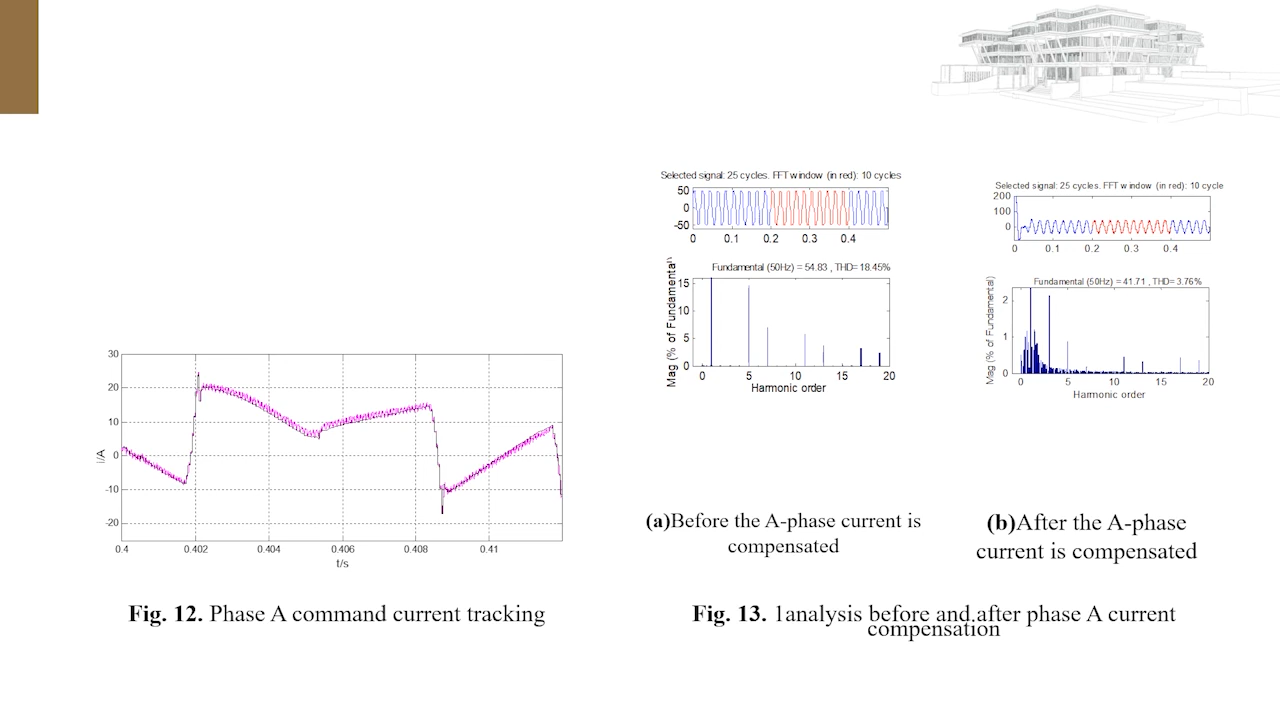 30
20
10
0
-10
-20
i/A
0.4
0.402
0.404
0.406
0.408
0.41
t/s
Fig. 12. Phase A command current tracking
Selected signal: 25 cycles. FFT window (in red): 10 cycles
50
0
-50
0
0.1
0.2
0.3
0.4
Fundamental (50Hz) = 54.83 , THD= 18.45%
15
10
5
0
Mag (% of Fundamental)
0
5
10
15
20
Harmonic order
(a)Before the A-phase current is
compensated
Selected signal: 25 cycles. FFT window (in red): 10 cycle
200
100
0
0
0.1
0.2
0.3
0.4
Fundamental (50Hz) = 41.71 , THD= 3.76%
2
1
0
Mag (% of Fundamental)
0
5
10
15
20
Harmonic order
(b)After the A-phase
current is compensated
Fig. 13. 1analysis before and after phase A current
compensation